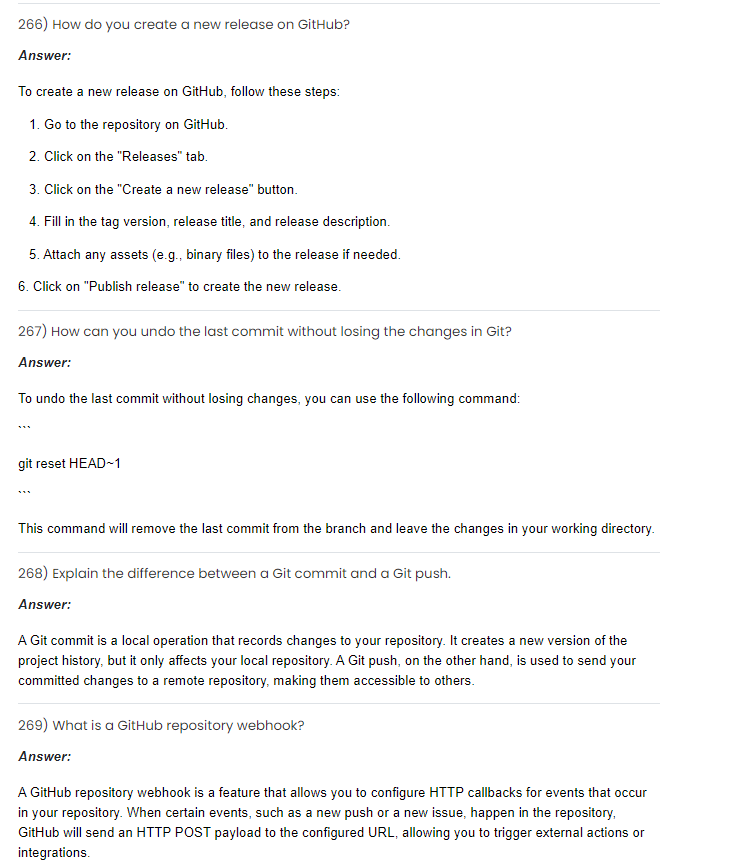 266) How do you create a new release on GitHub?
Answer:
To create a new release on GitHub, follow these steps:
1. Go to the repository on GitHub.
2. Click on the "Releases" tab.
3. Click on the "Create a new release" button.
4. Fill in the tag version, release title, and release description.
5. Attach any assets (e.g., binary files) to the release if needed.
6. Click on "Publish release" to create the new release.
267) How can you undo the last commit without losing the changes in Git?
Answer:
To undo the last commit without losing changes, you can use the following command:
```
git reset HEAD~1
```
This command will remove the last commit from the branch and leave the changes in your working directory.
268) Explain the difference between a Git commit and a Git push.
Answer:
A Git commit is a local operation that records changes to your repository. It creates a new version of the
project history, but it only affects your local repository. A Git push, on the other hand, is used to send your
committed changes to a remote repository, making them accessible to others.
269) What is a GitHub repository webhook?
Answer:
A GitHub repository webhook is a feature that allows you to configure HTTP callbacks for events that occur
in your repository. When certain events, such as a new push or a new issue, happen in the repository,
GitHub will send an HTTP POST payload to the configured URL, allowing you to trigger external actions or
integrations.